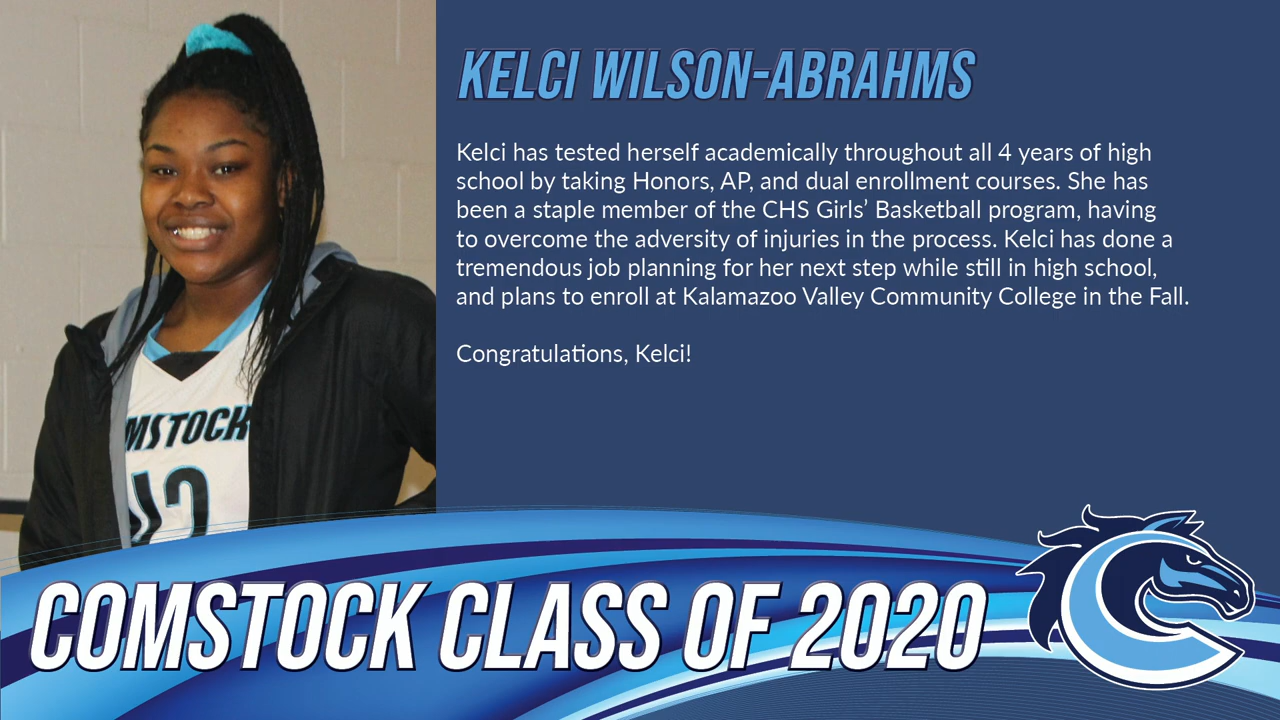 KELCI WILSON-ABRAHMS
Kelci has tested herself academically throughout all 4 years of high
school by taking Honors, AP, and dual enrollment courses. She has
been a staple member of the CHS Girls’ Basketball program, having
to overcome the adversity of injuries in the process. Kelci has done a
tremendous job planning for her next step while still in high school,
and plans to enroll at Kalamazoo Valley Community College in the Fall.
Congratulations, Kelci!
MSTOCK
COMSTOCK CLASS OF 2020
C